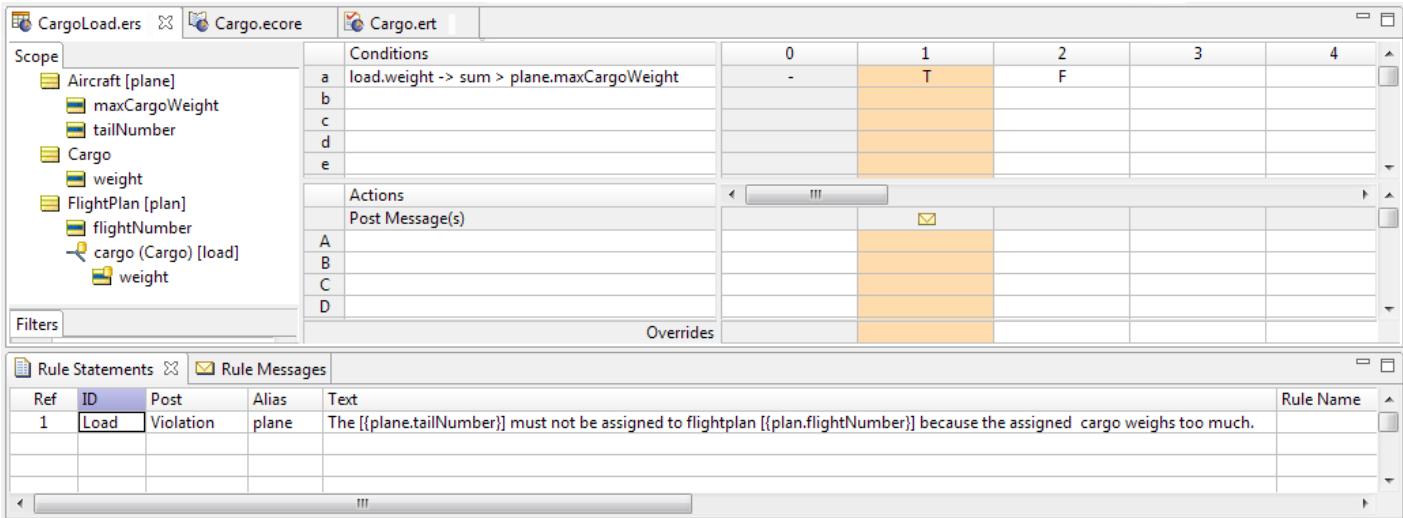 CargoLoad.ers Cargo.ecore Cargo.ert
Scope
Aircraft [plane]
maxCargoWeight
tailNumber
Cargo
weight
FlightPlan [plan]
flightNumber
cargo (Cargo) [load]
weight
Filters
Conditions 0 1 2 3 4
a load.weight -> sum > plane.maxCargoWeight - T F
b
c
d
e
Actions
Post Message(s)
A
B
C
D
Overrides
Rule Statements Rule Messages
Ref ID Post Alias Text Rule Name
1 Load Violation plane The [{plane.tailNumber}] must not be assigned to flightplan [{plan.flightNumber}] because the assigned cargo weighs too much.